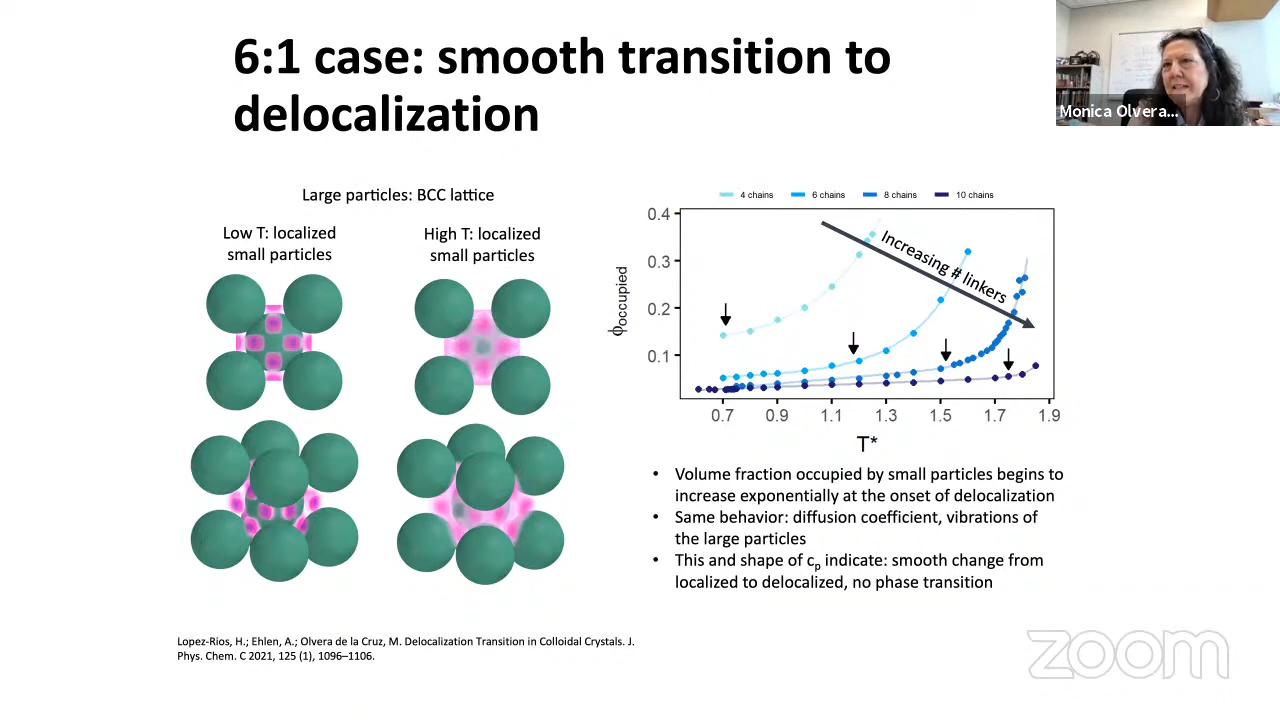 6:1 case: smooth transition to
delocalization
Monica Olvera...
Large particles: BCC lattice
Low T: localized
small particles
High T: localized
small particles
4 chains
6 chains
8 chains
10 chains
0.4
0.3
0.2
0.1
ϕoccupied
Increasing # linkers
0.7
0.9
1.1
1.3
1.5
1.7
1.9
T*
• Volume fraction occupied by small particles begins to
increase exponentially at the onset of delocalization
• Same behavior: diffusion coefficient, vibrations of
the large particles
• This and shape of cp indicate: smooth change from
localized to delocalized, no phase transition
Lopez-Rios, H.; Ehlen, A.; Olvera de la Cruz, M. Delocalization Transition in Colloidal Crystals. J.
Phys. Chem. C 2021, 125 (1), 1096–1106.
zoom